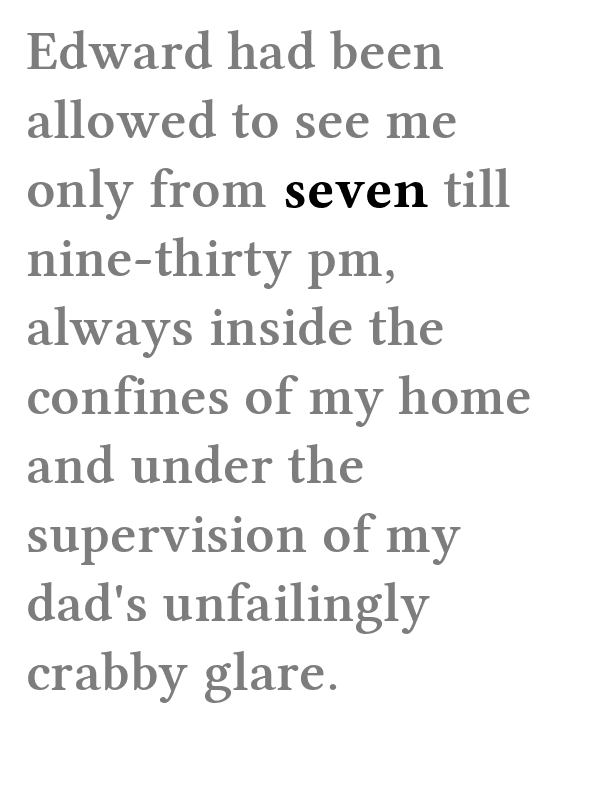 Edward had been
allowed to see me
only from seven till
nine-thirty pm,
always inside the
confines of my home
and under the
supervision of my
dad's unfailingly
crabby glare.